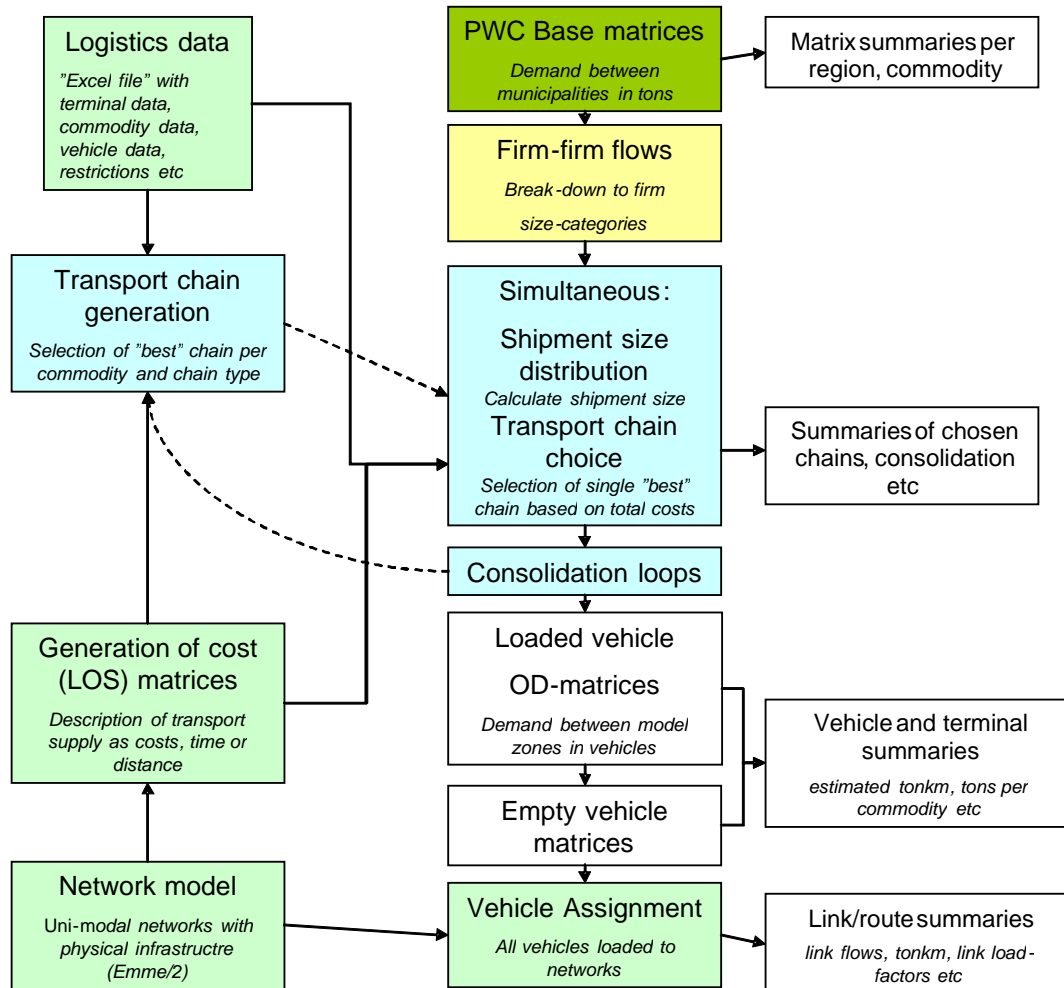 Logistics data
”Excel file” with
terminal data,
commodity data,
vehicle data,
restrictions etc
PWC Base matrices
Demand between
municipalities in tons
Matrix summaries per
region, commodity
Firm-firm flows
Break-down to firm
size-categories
Transport chain
generation
Selection of ”best” chain per
commodity and chain type
Simultaneous:
Shipment size
distribution
Calculate shipment size
Transport chain
choice
Selection of single ”best”
chain based on total costs
Summaries of chosen
chains, consolidation
etc
Consolidation loops
Generation of cost
(LOS) matrices
Description of transport
supply as costs, time or
distance
Loaded vehicle
OD-matrices
Demand between model
zones in vehicles
Vehicle and terminal
summaries
estimated tonkm, tons per
commodity etc
Empty vehicle
matrices
Network model
Uni-modal networks with
physical infrastructre
(Emme/2)
Vehicle Assignment
All vehicles loaded to
networks
Link/route summaries
link flows, tonkm, link load-
factors etc